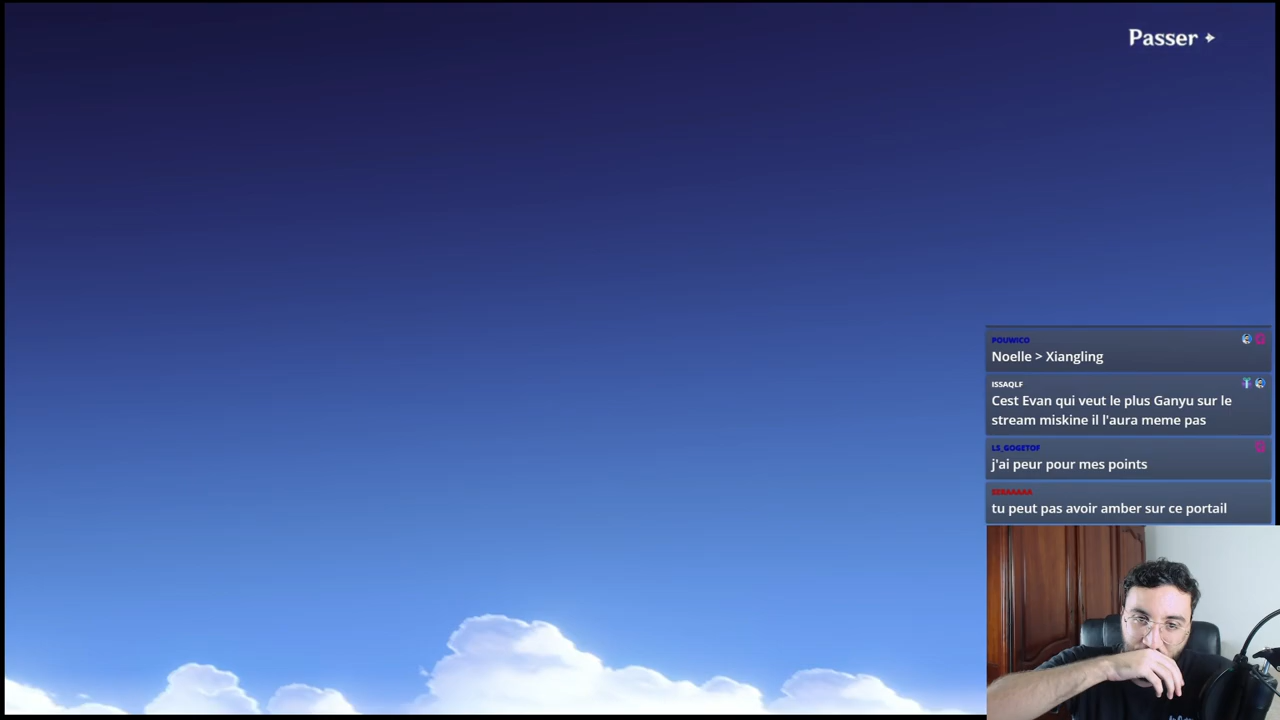 Passer
POUWICO
Noelle > Xiangling
ISSAQLF
Cest Evan qui veut le plus Ganyu sur le
stream miskine il l'aura meme pas
LS_GOGETOF
j'ai peur pour mes points
tu peut pas avoir amber sur ce portail